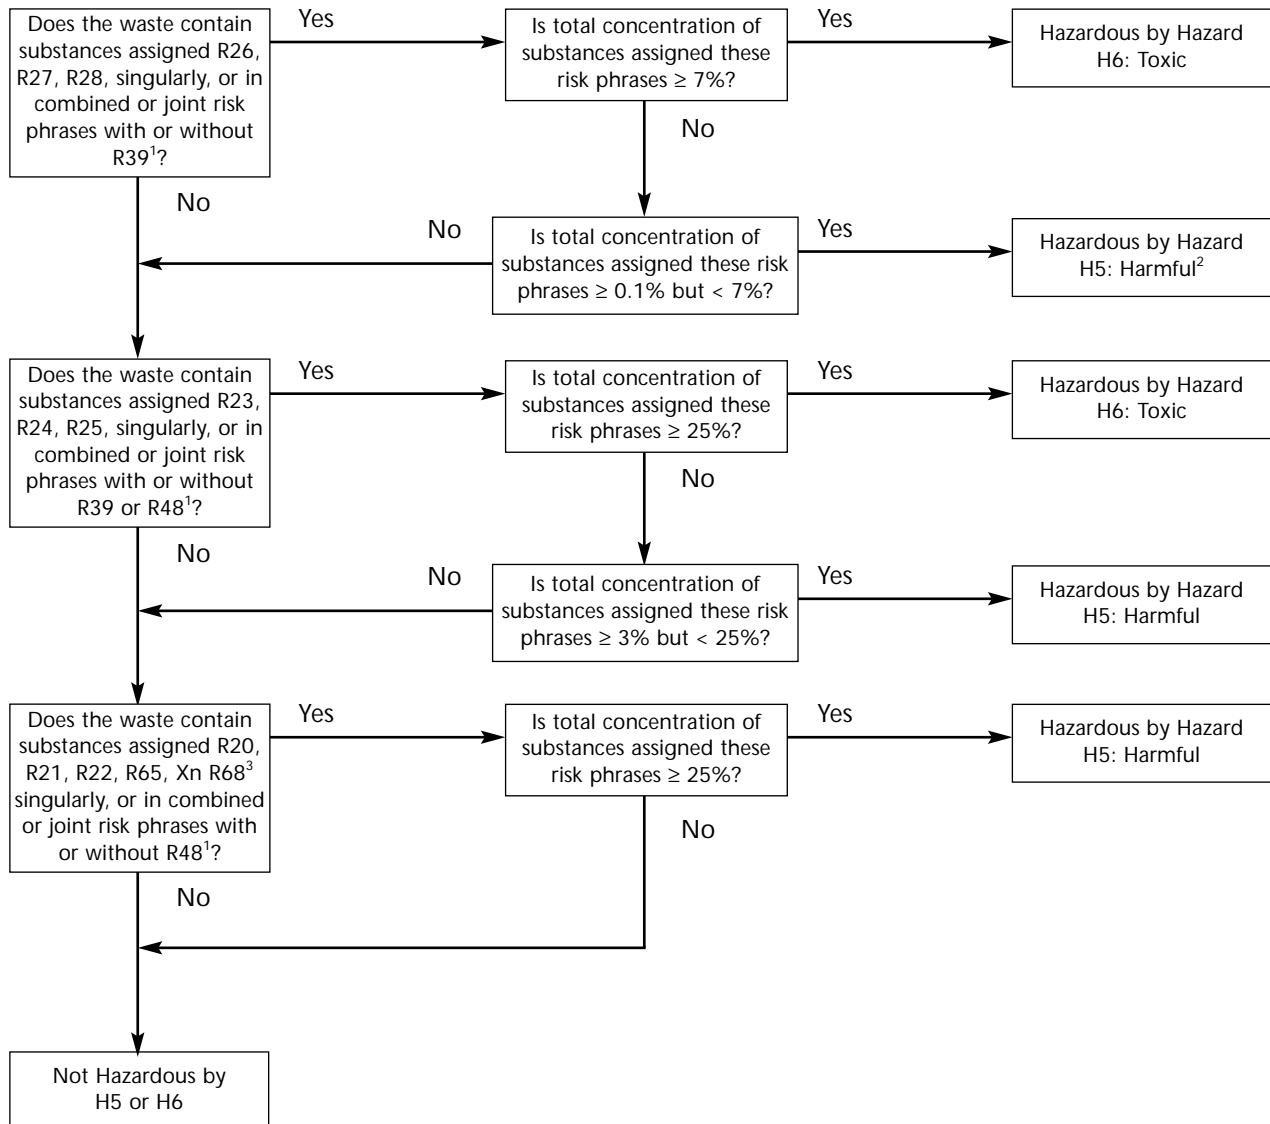 Does the waste contain
substances assigned R26,
R27, R28, singularly, or in
combined or joint risk
phrases with or without
R39¹?
Yes
Is total concentration of
substances assigned these
risk phrases ≥ 7%?
Yes
Hazardous by Hazard
H6: Toxic
No
No
Is total concentration of
substances assigned these risk
phrases ≥ 0.1% but < 7%?
No
Yes
Hazardous by Hazard
H5: Harmful²
Does the waste contain
substances assigned R23,
R24, R25, singularly, or in
combined or joint risk
phrases with or without
R39 or R48¹?
Yes
Is total concentration of
substances assigned these
risk phrases ≥ 25%?
Yes
Hazardous by Hazard
H6: Toxic
No
No
No
Is total concentration of
substances assigned these risk
phrases ≥ 3% but < 25%?
Yes
Hazardous by Hazard
H5: Harmful
Does the waste contain
substances assigned R20,
R21, R22, R65, Xn R68³
singularly, or in combined
or joint risk phrases with
or without R48¹?
Yes
Is total concentration of
substances assigned these
risk phrases ≥ 25%?
Yes
Hazardous by Hazard
H5: Harmful
No
No
Not Hazardous by
H5 or H6